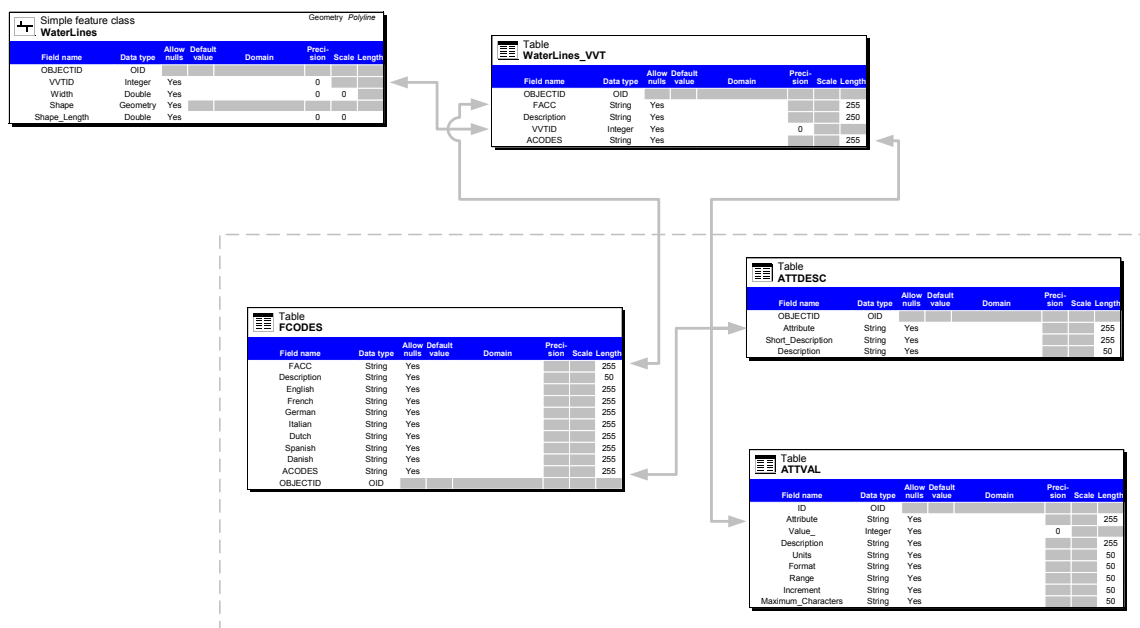 Simple feature class
WaterLines
Geometry Polyline
Field name Data type Allow nulls Default value Domain Preci-sion Scale Length
OBJECTID OID
VVTID Integer Yes 0
Width Double Yes 0 0
Shape Geometry Yes
Shape_Length Double Yes 0 0
Table
WaterLines_VVT
Field name Data type Allow nulls Default value Domain Preci-sion Scale Length
OBJECTID OID
FACC String Yes 255
Description String Yes 250
VVTID Integer Yes 0
ACODES String Yes 255
Table
ATTDESC
Field name Data type Allow nulls Default value Domain Preci-sion Scale Length
OBJECTID OID
Attribute String Yes 255
Short_Description String Yes 255
Description String Yes 50
Table
FCODES
Field name Data type Allow nulls Default value Domain Preci-sion Scale Length
FACC String Yes 255
Description String Yes 50
English String Yes 255
French String Yes 255
German String Yes 255
Italian String Yes 255
Dutch String Yes 255
Spanish String Yes 255
Danish String Yes 255
ACODES String Yes 255
OBJECTID OID
Table
ATTVAL
Field name Data type Allow nulls Default value Domain Preci-sion Scale Length
ID OID
Attribute String Yes 255
Value_ Integer Yes 0
Description String Yes 255
Units String Yes 50
Format String Yes 50
Range String Yes 50
Increment String Yes 50
Maximum_Characters String Yes 50